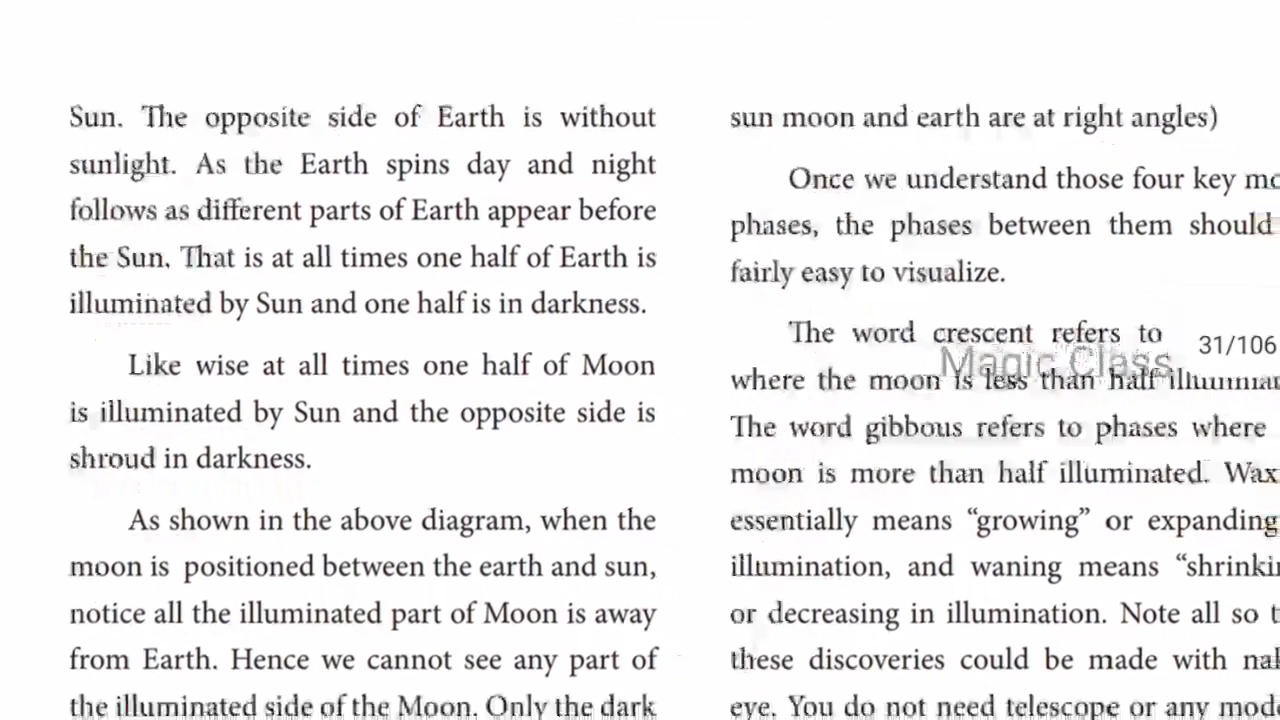 Sun. The opposite side of Earth is without
sunlight. As the Earth spins day and night
follows as different parts of Earth appear before
the Sun. That is at all times one half of Earth is
illuminated by Sun and one half is in darkness.
Like wise at all times one half of Moon
is illuminated by Sun and the opposite side is
shroud in darkness.
As shown in the above diagram, when the
moon is positioned between the earth and sun,
notice all the illuminated part of Moon is away
from Earth. Hence we cannot see any part of
the illuminated side of the Moon. Only the dark
sun moon and earth are at right angles)
Once we understand those four key
phases, the phases between them should
fairly easy to visualize.
The word crescent refers to
31/106
Magic Class
where the moon is less than half
The word gibbous refers to phases where
moon is more than half illuminated.
essentially means “growing” or expanding
illumination, and waning means
or decreasing in illumination. Note all so
these discoveries could be made with
eye. You do not need telescope or any